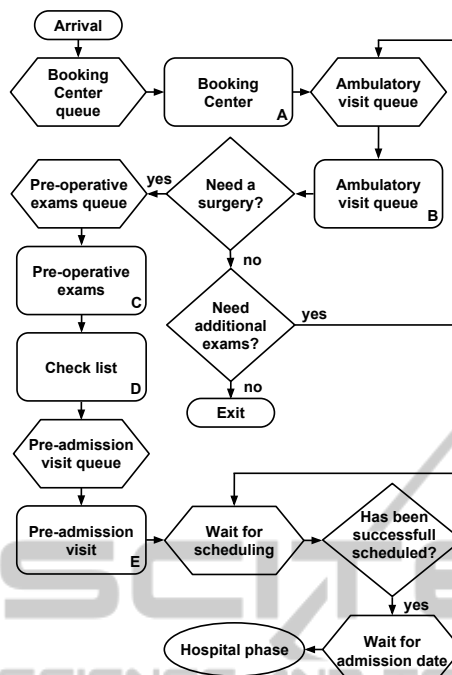 Arrival
Booking
Center
queue
Booking
Center
A
Ambulatory
visit queue
Pre-operative
exams queue
yes
Need a
surgery?
Ambulatory
visit queue
B
no
Pre-operative
exams
C
Need
additional
exams?
yes
Check list
D
no
Exit
Pre-admission
visit queue
Pre-admission
visit
E
Wait for
scheduling
Has been
successfull
scheduled?
yes
Hospital phase
Wait for
admission date